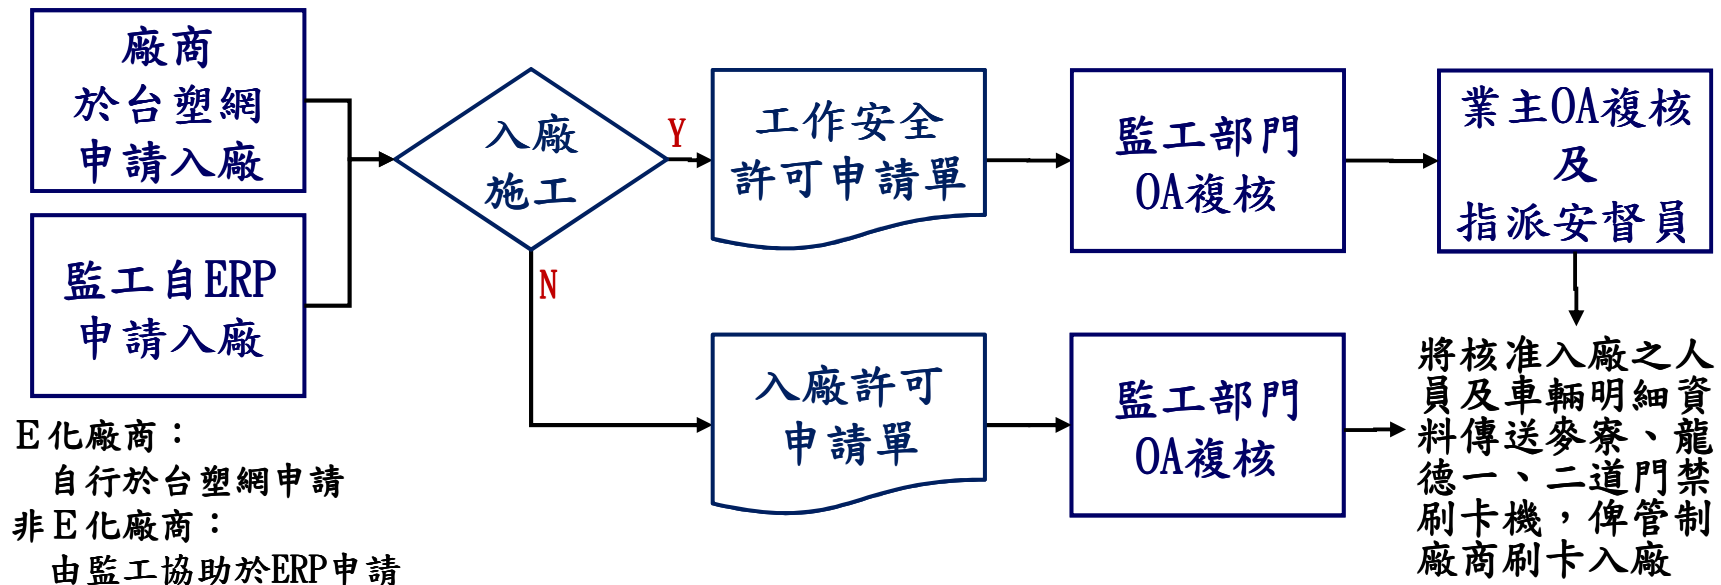 廠商
於台塑網
申請入廠
監工自ERP
申請入廠
E化廠商：
自行於台塑網申請
非E化廠商：
由監工協助於ERP申請
入廠
施工
Y
N
工作安全
許可申請單
監工部門
OA複核
業主OA複核
及
指派安督員
入廠許可
申請單
監工部門
OA複核
將核准入廠之人
員及車輛明細資
料傳送麥寮、龍
德一、二道門禁
刷卡機，俾管制
廠商刷卡入廠